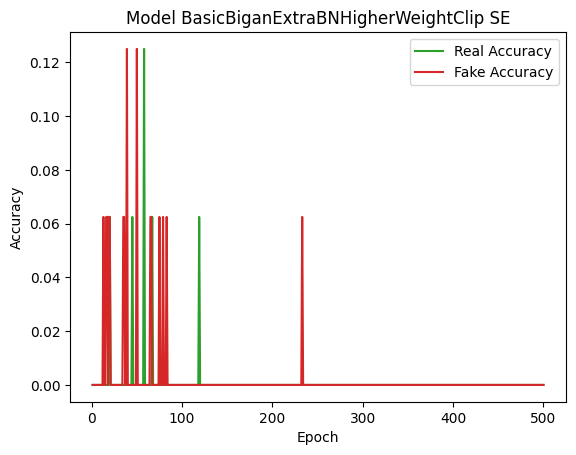 Model BasicBiganExtraBNHigherWeightClip SE
Real Accuracy
Fake Accuracy
Accuracy
0.12
0.10
0.08
0.06
0.04
0.02
0.00
0
100
200
300
400
500
Epoch